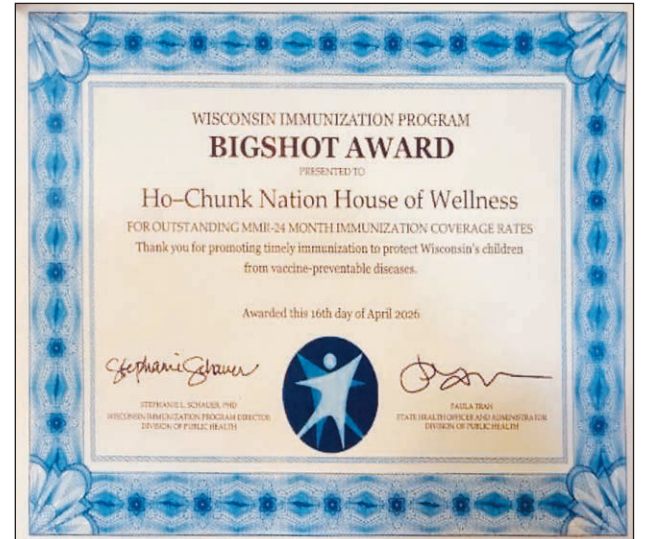 WISCONSIN IMMUNIZATION PROGRAM
BIGSHOT AWARD
PRESENTED TO
Ho-Chunk Nation House of Wellness
FOR OUTSTANDING MMR-24 MONTH IMMUNIZATION COVERAGE RATES
Thank you for promoting timely immunization to protect Wisconsin's children
from vaccine-preventable diseases.
Awarded this 16th day of April 2026
Stephanie Schauer
STEPHANIE L. SCHAUER, PHD
WISCONSIN IMMUNIZATION PROGRAM DIRECTOR
DIVISION OF PUBLIC HEALTH
PAULA TRAN
STATE HEALTH OFFICER AND ADMINISTRATOR
DIVISION OF PUBLIC HEALTH